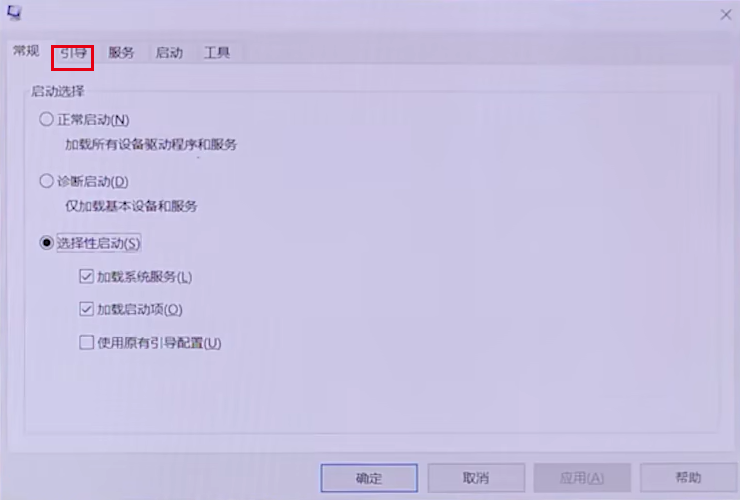 常规 引导 服务 启动 工具
启动选择
正常启动(N)
加载所有设备驱动程序和服务
诊断启动(D)
仅加载基本设备和服务
选择性启动(S)
加载系统服务(L)
加载启动项(O)
使用原有引导配置(U)
确定 取消 应用(A) 帮助